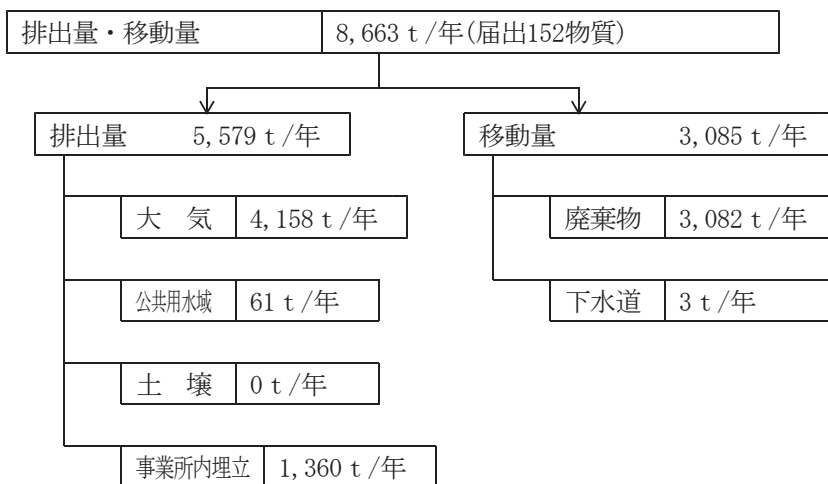 排出量・移動量 8,663 t/年(届出152物質)
排出量 5,579 t/年
移動量 3,085 t/年
大 気 4,158 t/年
廃棄物 3,082 t/年
公共用水域 61 t/年
下水道 3 t/年
土 壌 0 t/年
事業所内埋立 1,360 t/年